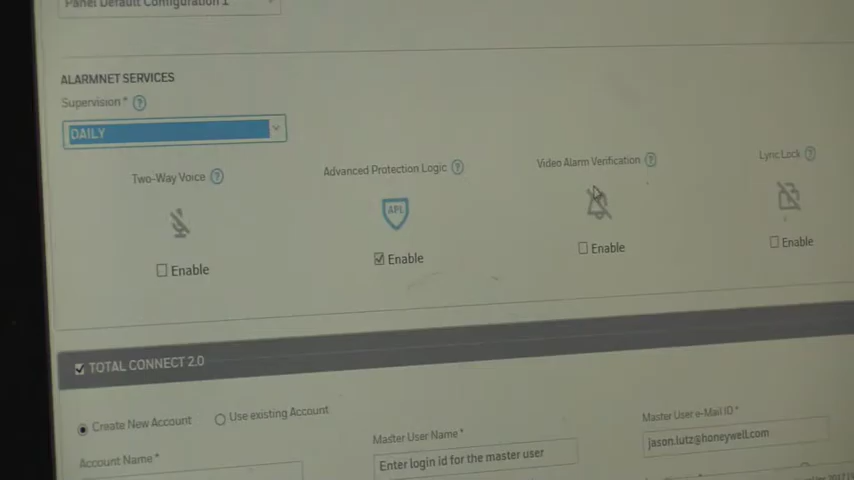 Panel Default Configuration 1
ALARMNET SERVICES
Supervision * ?
DAILY
Two-Way Voice ?
Advanced Protection Logic ?
Video Alarm Verification ?
Lyric Lock ?
APL
Enable
Enable
Enable
Enable
TOTAL CONNECT 2.0
Create New Account
Use existing Account
Account Name *
Master User Name *
Master User e-Mail ID *
Enter login id for the master user
jason.lutz@honeywell.com